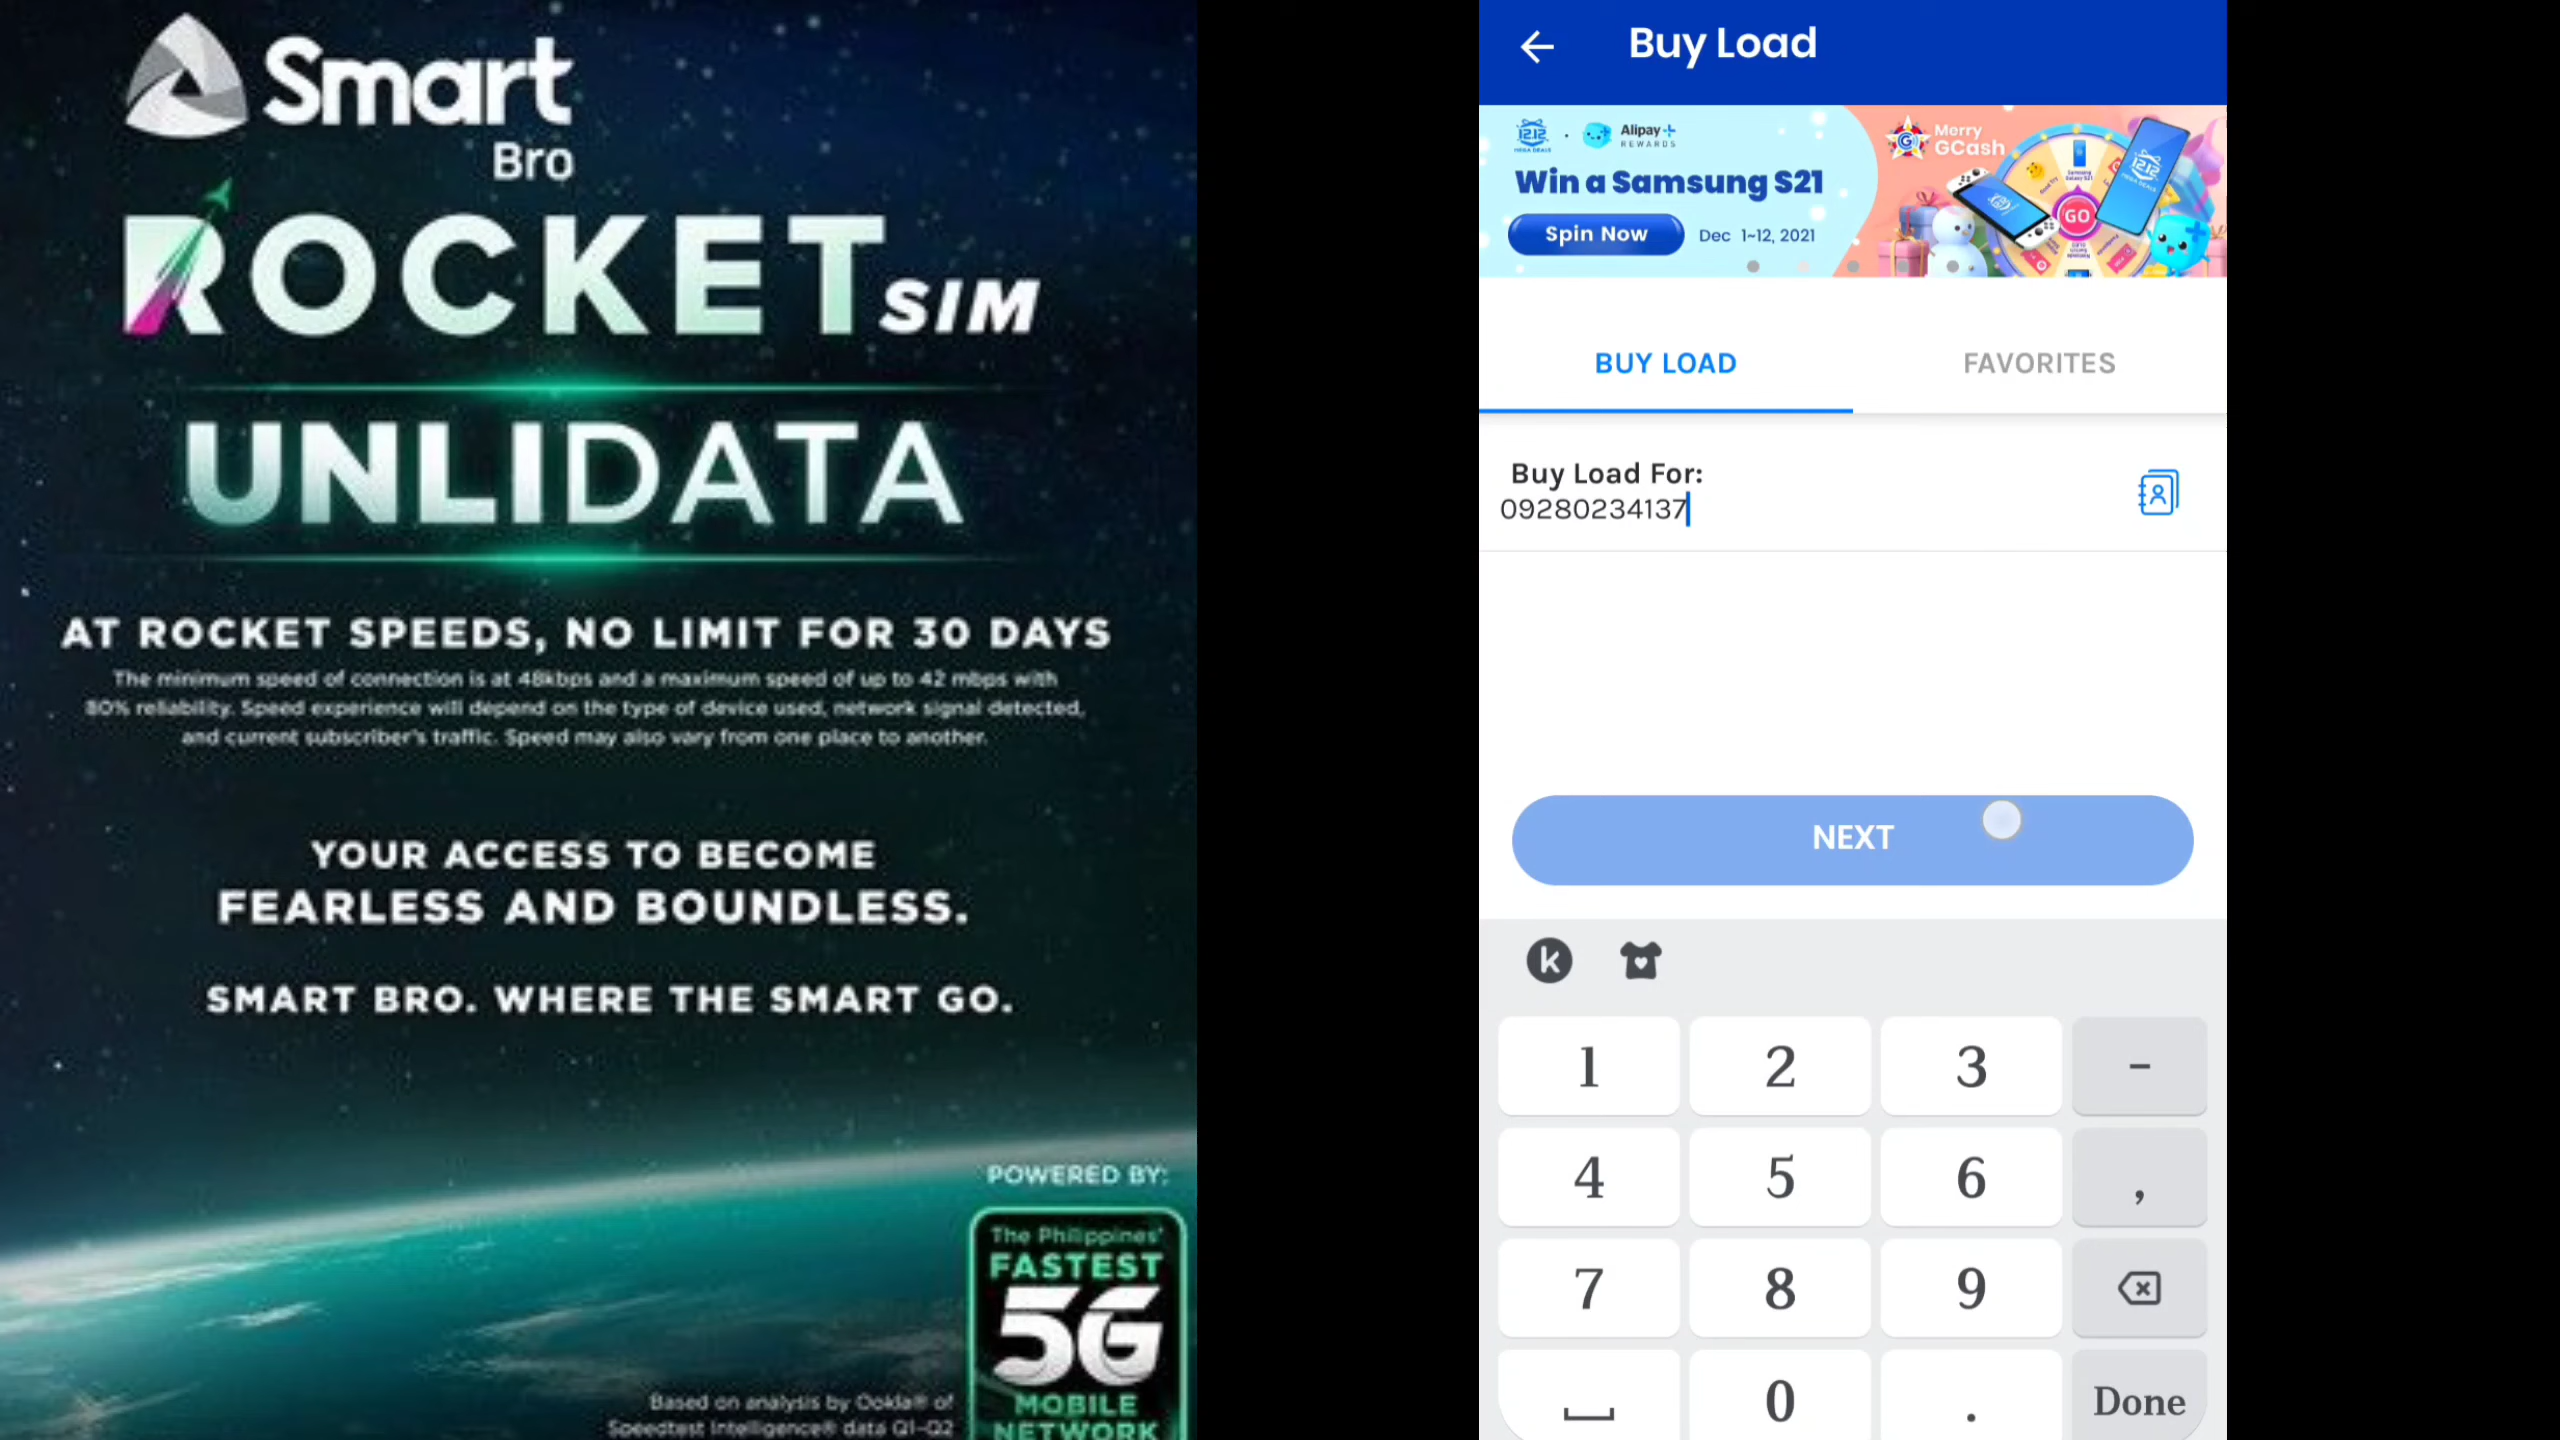 Smart
Bro
ROCKET SIM
UNLIDATA
AT ROCKET SPEEDS, NO LIMIT FOR 30 DAYS
The minimum speed of connection is at 48kbps and a maximum speed of up to 42 mbps with
80% reliability. Speed experience will depend on the type of device used, network signal detected,
and current subscriber's traffic. Speed may also vary from one place to another.
YOUR ACCESS TO BECOME
FEARLESS AND BOUNDLESS.
SMART BRO. WHERE THE SMART GO.
POWERED BY:
The Philippines'
FASTEST
5G
MOBILE
NETWORK
Based on analysis by Ookla® of
Speedtest Intelligence® data Q1-Q2
Buy Load
12.12
MEGA DEALS
Alipay+
REWARDS
Win a Samsung S21
Spin Now
Dec 1~12, 2021
Merry
GCash
GO
12.12
BUY LOAD
FAVORITES
Buy Load For:
09280234137
NEXT
k
1 2 3 -
4 5 6 ,
7 8 9
0 . Done